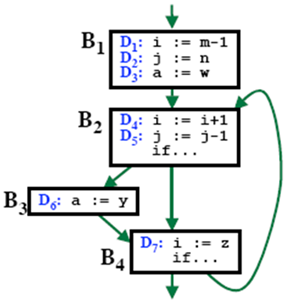 B1
D1: i := m-1
D2: j := n
D3: a := w
B2
D4: i := i+1
D5: j := j-1
if...
B3
D6: a := y
B4
D7: i := z
if...